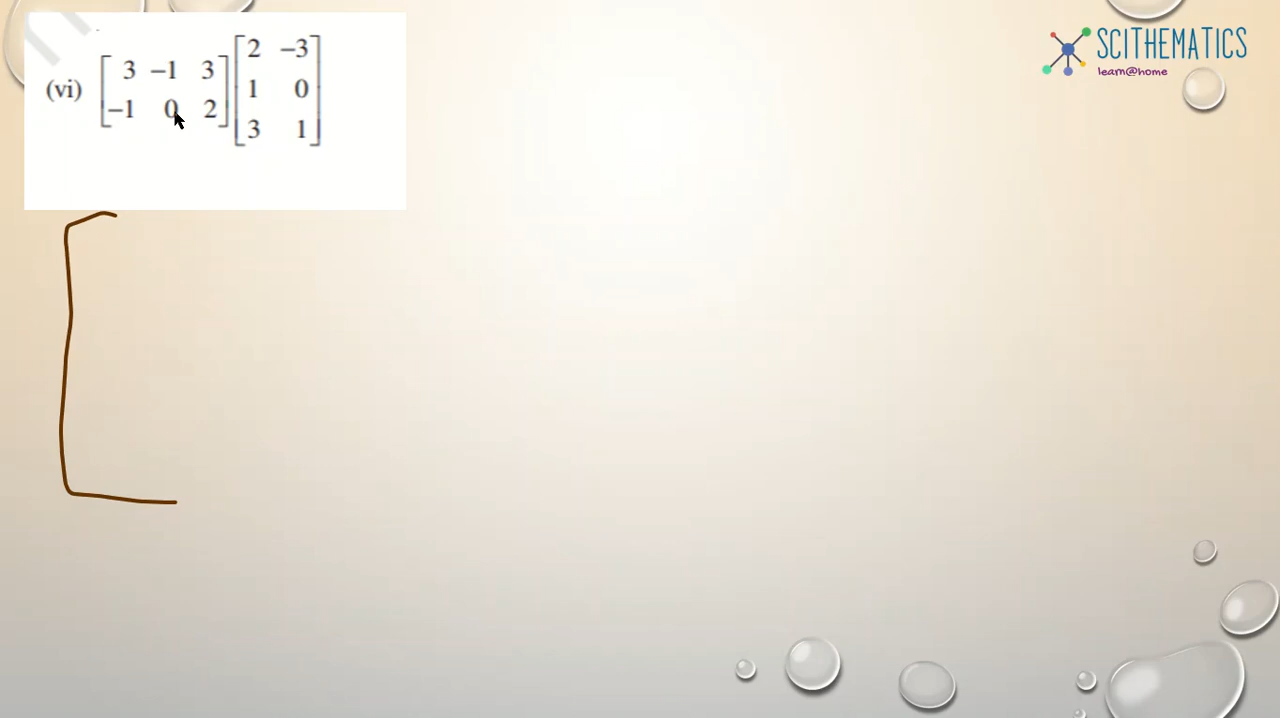 SCITHEMATICS
learn@home
(vi) [3 −1 3] [2 −3]
[−1 0 2] [1 0]
[3 1]